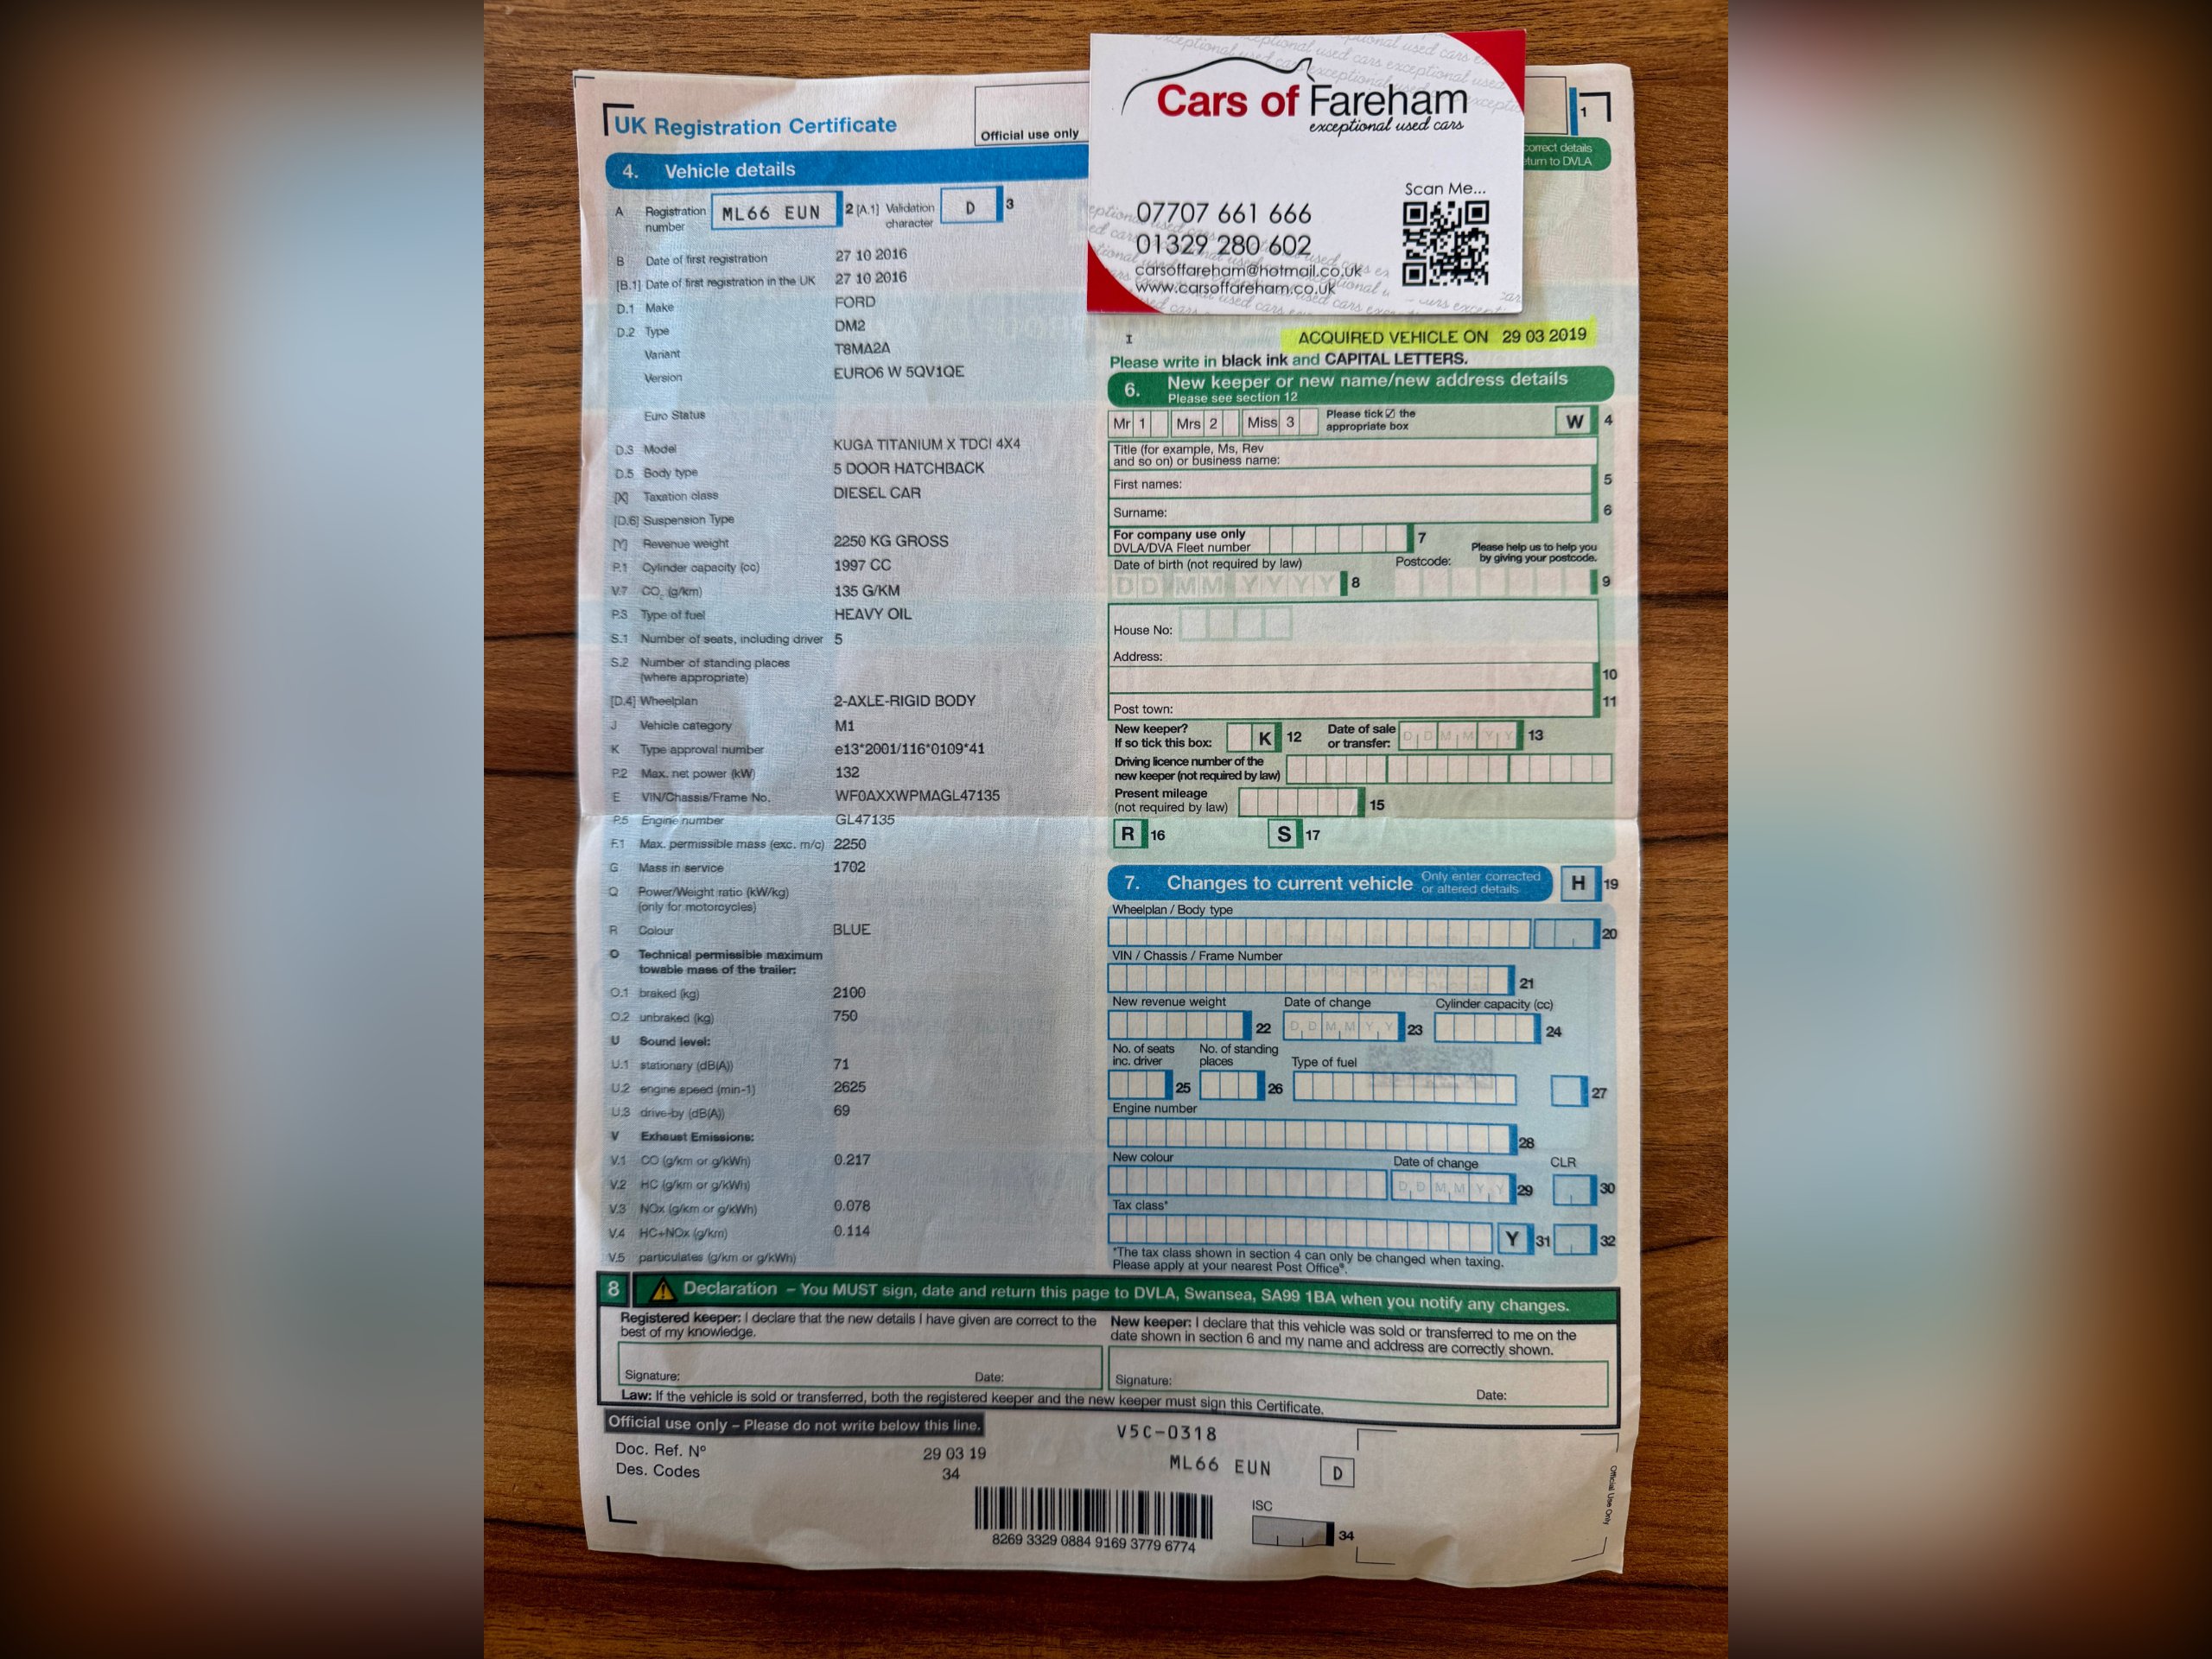 UK Registration Certificate
Official use only
1
4. Vehicle details
correct details
turn to DVLA
A Registration number ML66 EUN 2 [A.1] Validation character D 3
B Date of first registration 27 10 2016
[B.1] Date of first registration in the UK 27 10 2016
D.1 Make FORD
D.2 Type DM2
Variant T8MA2A
Version EURO6 W 5QV1QE
Euro Status
D.3 Model KUGA TITANIUM X TDCI 4X4
D.5 Body type 5 DOOR HATCHBACK
[X] Taxation class DIESEL CAR
[D.6] Suspension Type
[Y] Revenue weight 2250 KG GROSS
P.1 Cylinder capacity (cc) 1997 CC
V.7 CO2 (g/km) 135 G/KM
P.3 Type of fuel HEAVY OIL
S.1 Number of seats, including driver 5
S.2 Number of standing places
(where appropriate)
[D.4] Wheelplan 2-AXLE-RIGID BODY
J Vehicle category M1
K Type approval number e13*2001/116*0109*41
P.2 Max. net power (kW) 132
E VIN/Chassis/Frame No. WF0AXXWPMAGL47135
P.5 Engine number GL47135
F.1 Max. permissible mass (exc. m/c) 2250
G Mass in service 1702
Q Power/Weight ratio (kW/kg)
(only for motorcycles)
R Colour BLUE
O Technical permissible maximum
towable mass of the trailer:
O.1 braked (kg) 2100
O.2 unbraked (kg) 750
U Sound level:
U.1 stationary (dB(A)) 71
U.2 engine speed (min-1) 2625
U.3 drive-by (dB(A)) 69
V Exhaust Emissions:
V.1 CO (g/km or g/kWh) 0.217
V.2 HC (g/km or g/kWh)
V.3 NOx (g/km or g/kWh) 0.078
V.4 HC+NOx (g/km) 0.114
V.5 particulates (g/km or g/kWh)
Cars of Fareham
exceptional used cars
Scan Me...
07707 661 666
01329 280 602
carsoffareham@hotmail.co.uk
www.carsoffareham.co.uk
I ACQUIRED VEHICLE ON 29 03 2019
Please write in black ink and CAPITAL LETTERS.
6. New keeper or new name/new address details
Please see section 12
Mr 1 Mrs 2 Miss 3 Please tick ☑ the appropriate box W 4
Title (for example, Ms, Rev
and so on) or business name:
First names: 5
Surname: 6
For company use only
DVLA/DVA Fleet number 7
Please help us to help you
by giving your postcode.
Date of birth (not required by law) Postcode:
D D M M Y Y Y Y 8 9
House No:
Address:
10
Post town: 11
New keeper?
If so tick this box: K 12 Date of sale or transfer: D D M M Y Y 13
Driving licence number of the
new keeper (not required by law)
Present mileage
(not required by law) 15
R 16 S 17
7. Changes to current vehicle Only enter corrected or altered details H 19
Wheelplan / Body type
20
VIN / Chassis / Frame Number
21
New revenue weight Date of change Cylinder capacity (cc)
22 D D M M Y Y 23 24
No. of seats inc. driver No. of standing places Type of fuel
25 26 27
Engine number
28
New colour Date of change CLR
D D M M Y Y 29 30
Tax class*
Y 31 32
*The tax class shown in section 4 can only be changed when taxing.
Please apply at your nearest Post Office®.
8 Declaration – You MUST sign, date and return this page to DVLA, Swansea, SA99 1BA when you notify any changes.
Registered keeper: I declare that the new details I have given are correct to the
best of my knowledge.
Signature: Date:
New keeper: I declare that this vehicle was sold or transferred to me on the
date shown in section 6 and my name and address are correctly shown.
Signature: Date:
Law: If the vehicle is sold or transferred, both the registered keeper and the new keeper must sign this Certificate.
Official use only – Please do not write below this line.
Doc. Ref. Nº 29 03 19
Des. Codes 34
V5C-0318
ML66 EUN D
8269 3329 0884 9169 3779 6774
ISC
34
Official Use Only